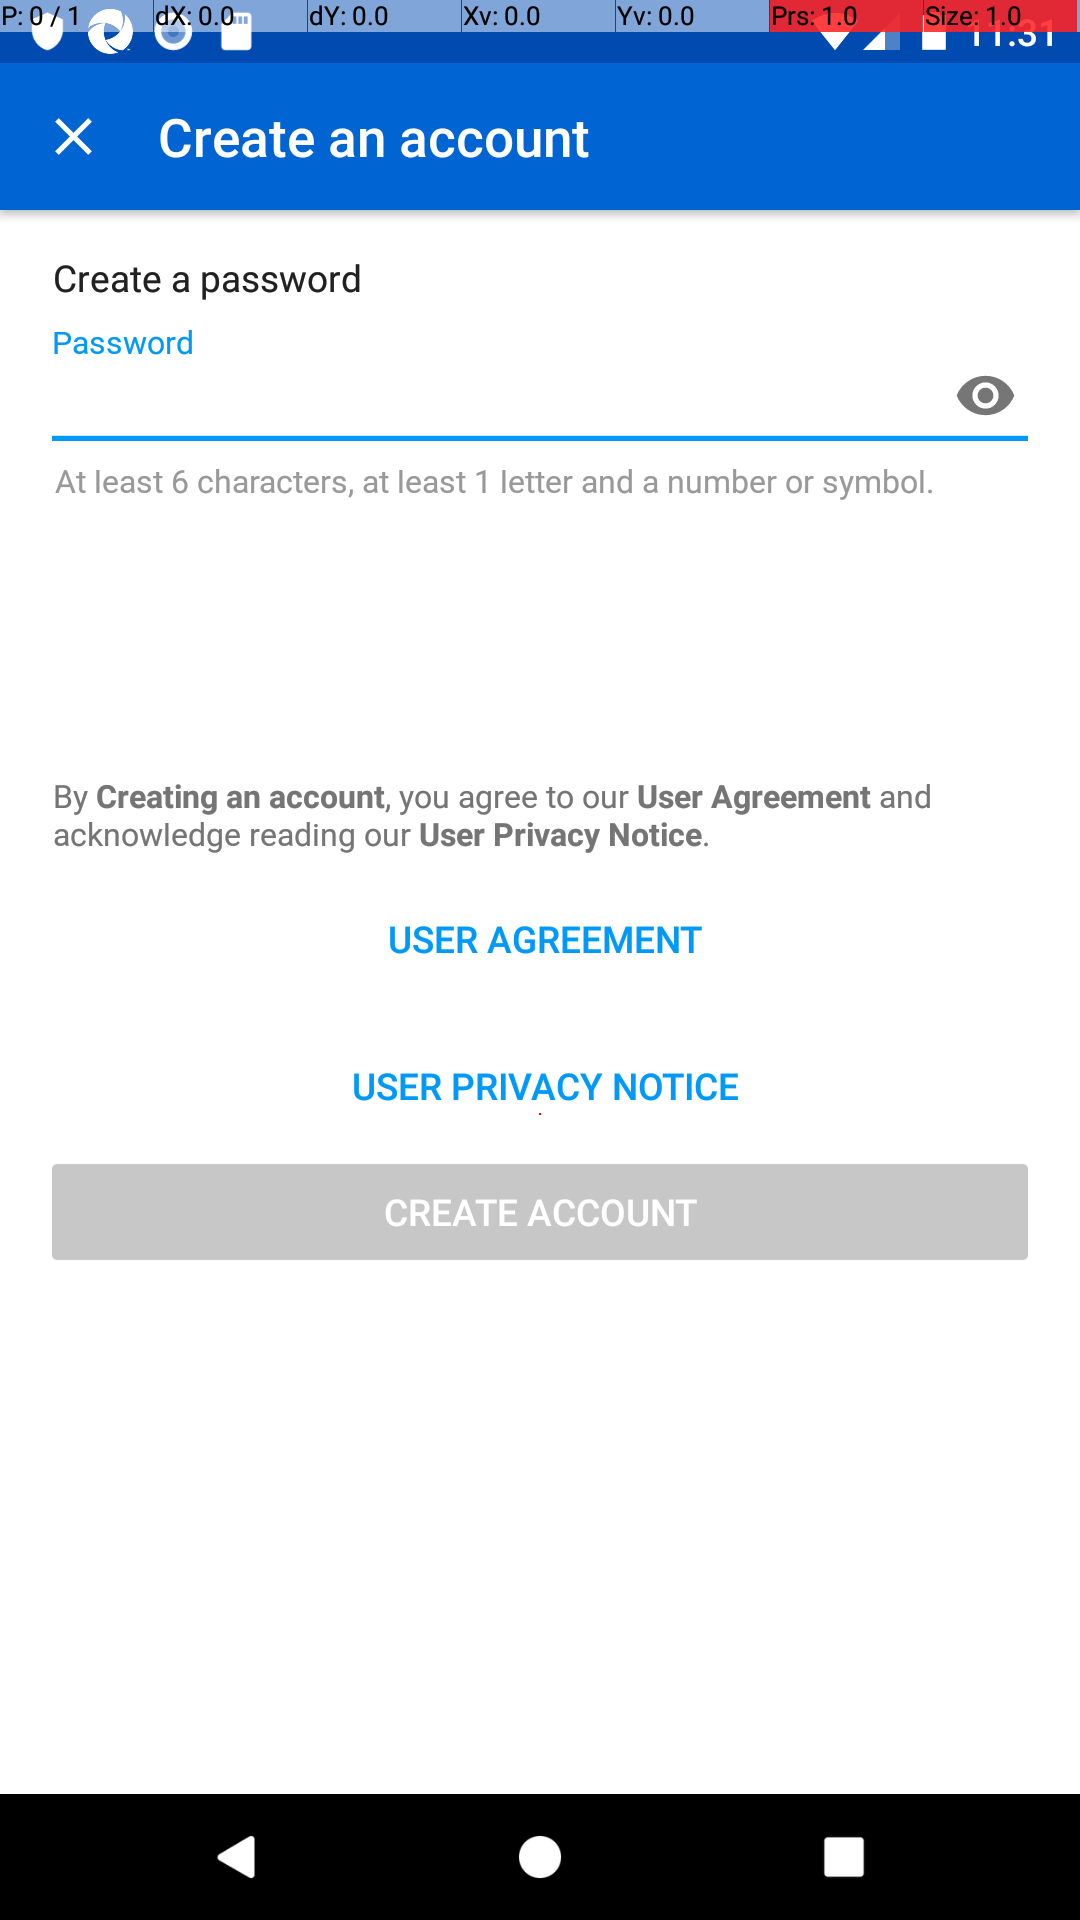 P: 0 / 1 dX: 0.0 dY: 0.0 Xv: 0.0 Yv: 0.0 Prs: 1.0 Size: 1.0
11:31
Create an account
Create a password
Password
At least 6 characters, at least 1 letter and a number or symbol.
By Creating an account, you agree to our User Agreement and
acknowledge reading our User Privacy Notice.
USER AGREEMENT
USER PRIVACY NOTICE
CREATE ACCOUNT